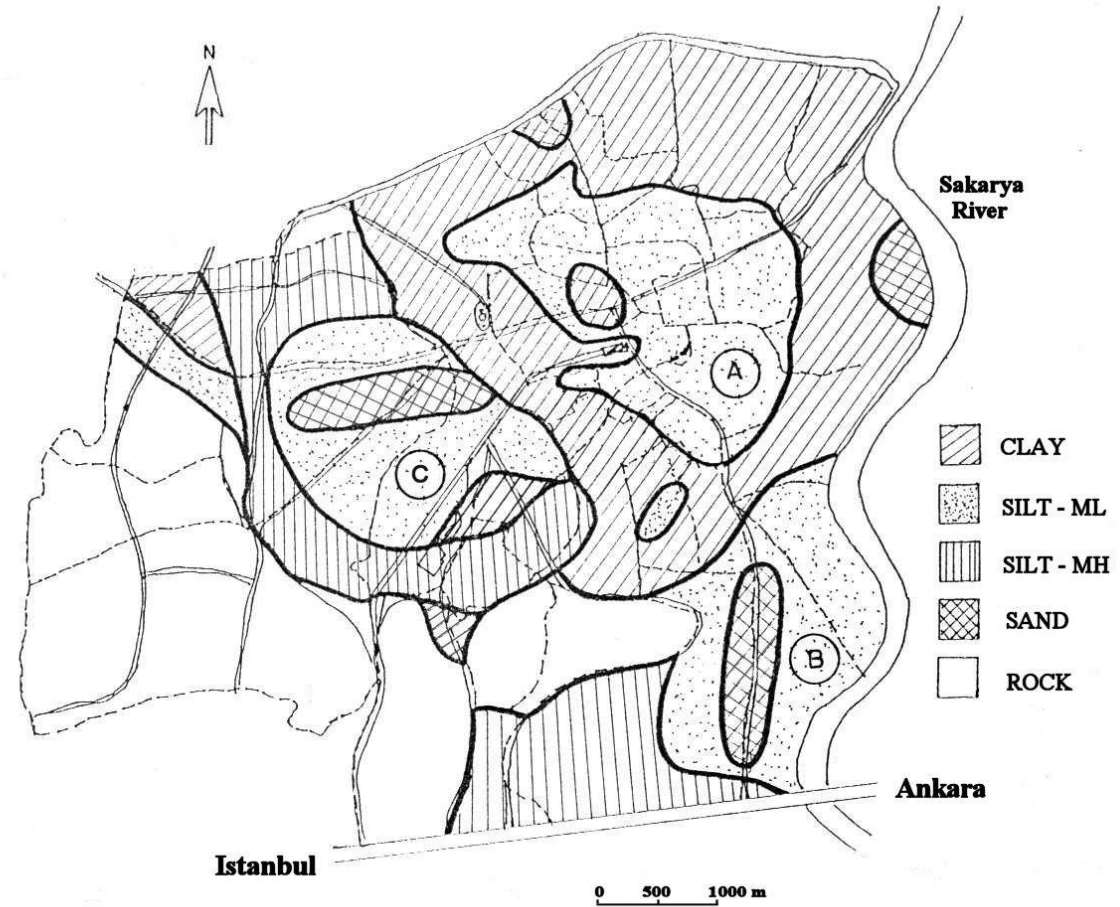 N
Sakarya
River
A
C
B
CLAY
SILT - ML
SILT - MH
SAND
ROCK
Ankara
Istanbul
0 500 1000 m